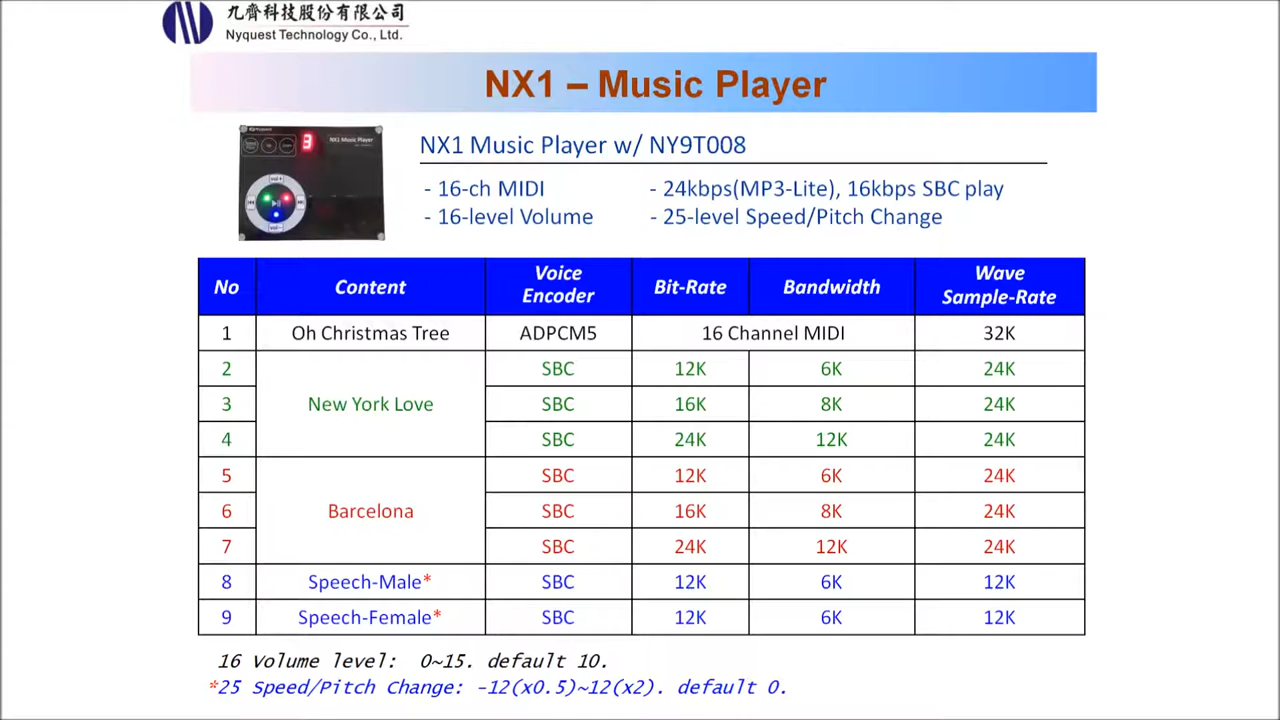 九齊科技股份有限公司
Nyquest Technology Co., Ltd.
NX1 – Music Player
NX1 Music Player
3
vol +
vol -
NX1 Music Player w/ NY9T008
- 16-ch MIDI - 24kbps(MP3-Lite), 16kbps SBC play
- 16-level Volume - 25-level Speed/Pitch Change
No Content Voice Encoder Bit-Rate Bandwidth Wave Sample-Rate
1 Oh Christmas Tree ADPCM5 16 Channel MIDI 32K
2 SBC 12K 6K 24K
3 New York Love SBC 16K 8K 24K
4 SBC 24K 12K 24K
5 SBC 12K 6K 24K
6 Barcelona SBC 16K 8K 24K
7 SBC 24K 12K 24K
8 Speech-Male* SBC 12K 6K 12K
9 Speech-Female* SBC 12K 6K 12K
16 Volume level: 0~15. default 10.
*25 Speed/Pitch Change: -12(x0.5)~12(x2). default 0.